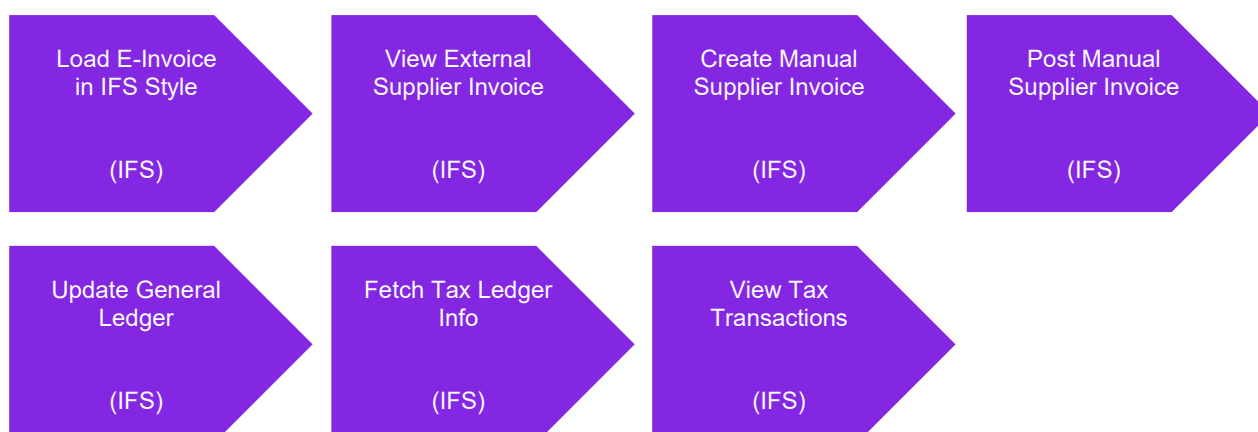 Load E-Invoice
in IFS Style
(IFS)
View External
Supplier Invoice
(IFS)
Create Manual
Supplier Invoice
(IFS)
Post Manual
Supplier Invoice
(IFS)
Update General
Ledger
(IFS)
Fetch Tax Ledger
Info
(IFS)
View Tax
Transactions
(IFS)